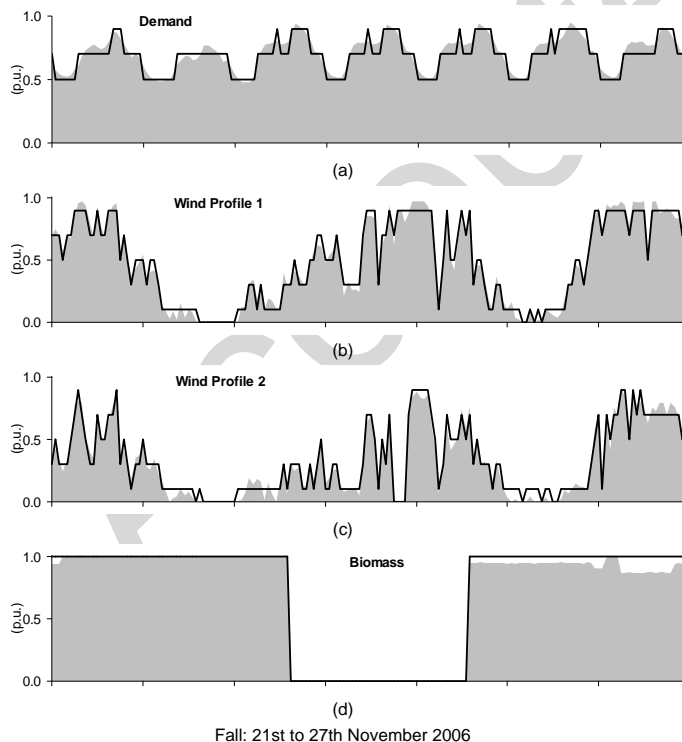 Demand
(p.u.)
1.0
0.5
0.0
(a)
Wind Profile 1
(p.u.)
1.0
0.5
0.0
(b)
Wind Profile 2
(p.u.)
1.0
0.5
0.0
(c)
Biomass
(p.u.)
1.0
0.5
0.0
(d)
Fall: 21st to 27th November 2006